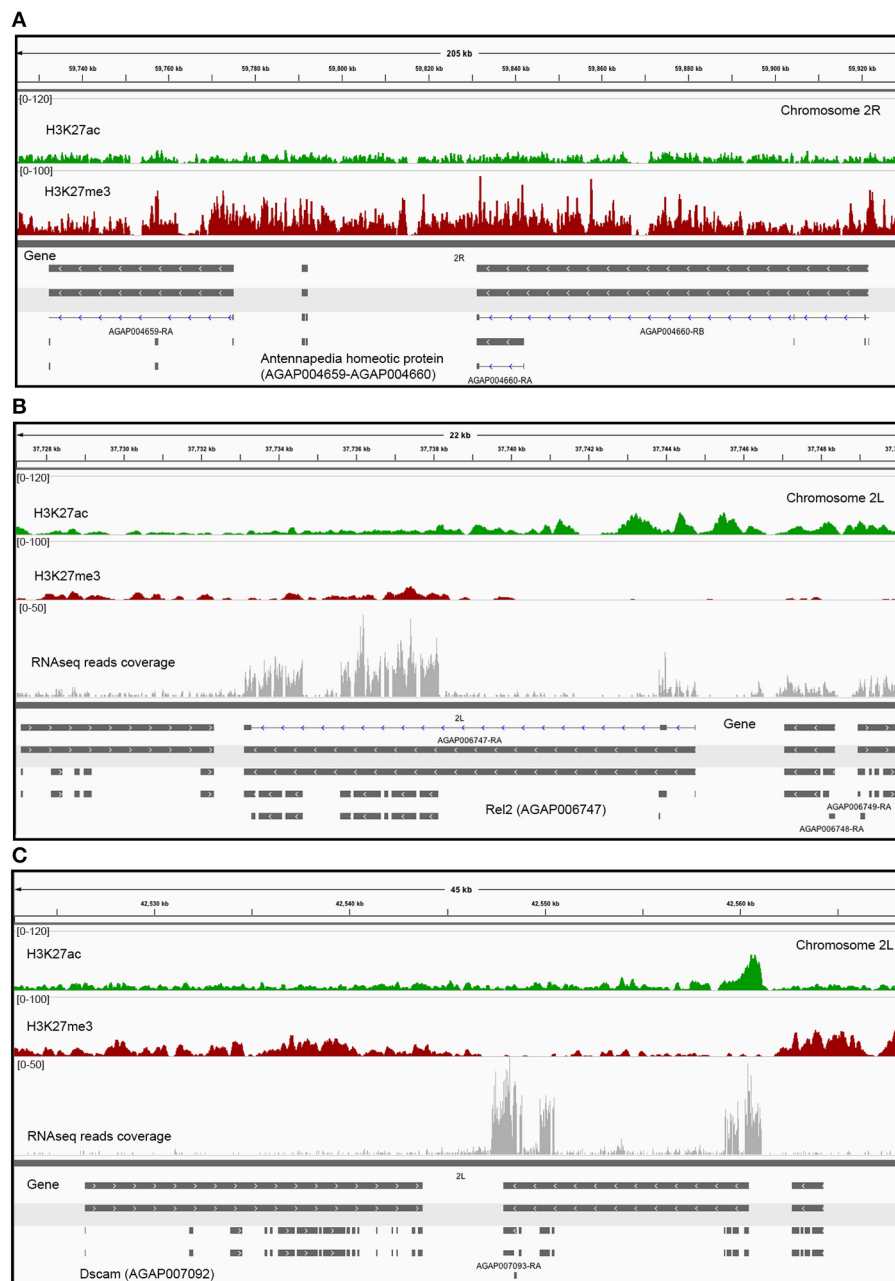 A
205 kb
59,740 kb 59,760 kb 59,780 kb 59,800 kb 59,820 kb 59,840 kb 59,860 kb 59,880 kb 59,900 kb 59,920 kb
[0-120]
Chromosome 2R
H3K27ac
[0-100]
H3K27me3
Gene
2R
AGAP004659-RA
AGAP004660-RB
Antennapedia homeotic protein
(AGAP004659-AGAP004660)
AGAP004660-RA
B
22 kb
37,728 kb 37,730 kb 37,732 kb 37,734 kb 37,736 kb 37,738 kb 37,740 kb 37,742 kb 37,744 kb 37,746 kb 37,748 kb
[0-120]
Chromosome 2L
H3K27ac
[0-100]
H3K27me3
[0-50]
RNAseq reads coverage
2L
Gene
AGAP006747-RA
Rel2 (AGAP006747)
AGAP006749-RA
AGAP006748-RA
C
45 kb
42,530 kb 42,540 kb 42,550 kb 42,560 kb
[0-120]
Chromosome 2L
H3K27ac
[0-100]
H3K27me3
[0-50]
RNAseq reads coverage
Gene
2L
AGAP007093-RA
Dscam (AGAP007092)